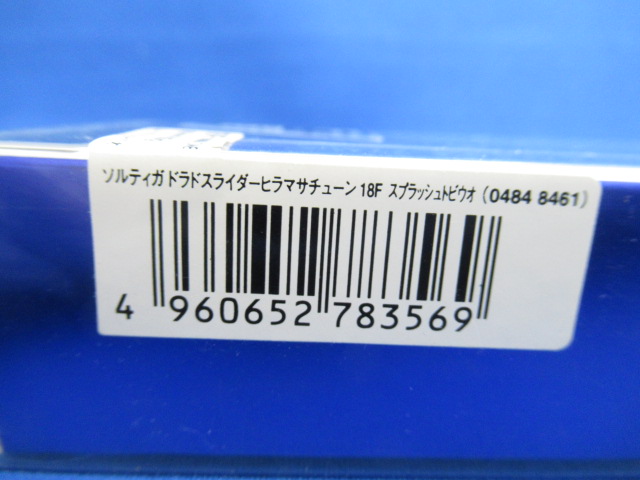 ソルティガ ドラドスライダーヒラマサチューン 18F スプラッシュトビウオ (0484 8461)
4 960652 783569